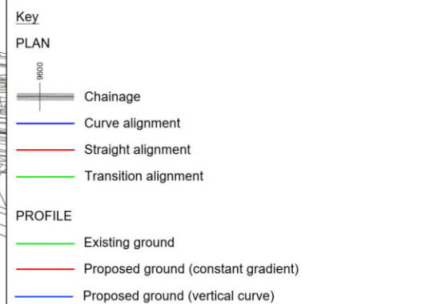 Key
PLAN
9600
Chainage
Curve alignment
Straight alignment
Transition alignment
PROFILE
Existing ground
Proposed ground (constant gradient)
Proposed ground (vertical curve)